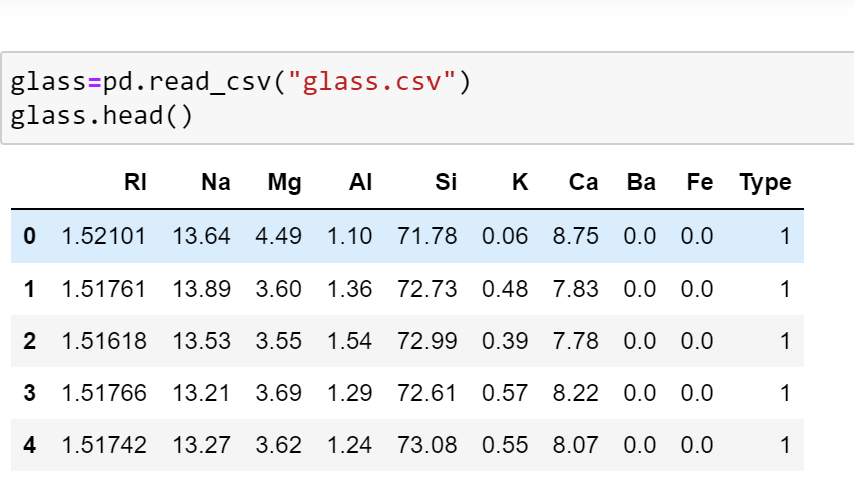 glass=pd.read_csv("glass.csv")
glass.head()
RI Na Mg Al Si K Ca Ba Fe Type
0 1.52101 13.64 4.49 1.10 71.78 0.06 8.75 0.0 0.0 1
1 1.51761 13.89 3.60 1.36 72.73 0.48 7.83 0.0 0.0 1
2 1.51618 13.53 3.55 1.54 72.99 0.39 7.78 0.0 0.0 1
3 1.51766 13.21 3.69 1.29 72.61 0.57 8.22 0.0 0.0 1
4 1.51742 13.27 3.62 1.24 73.08 0.55 8.07 0.0 0.0 1